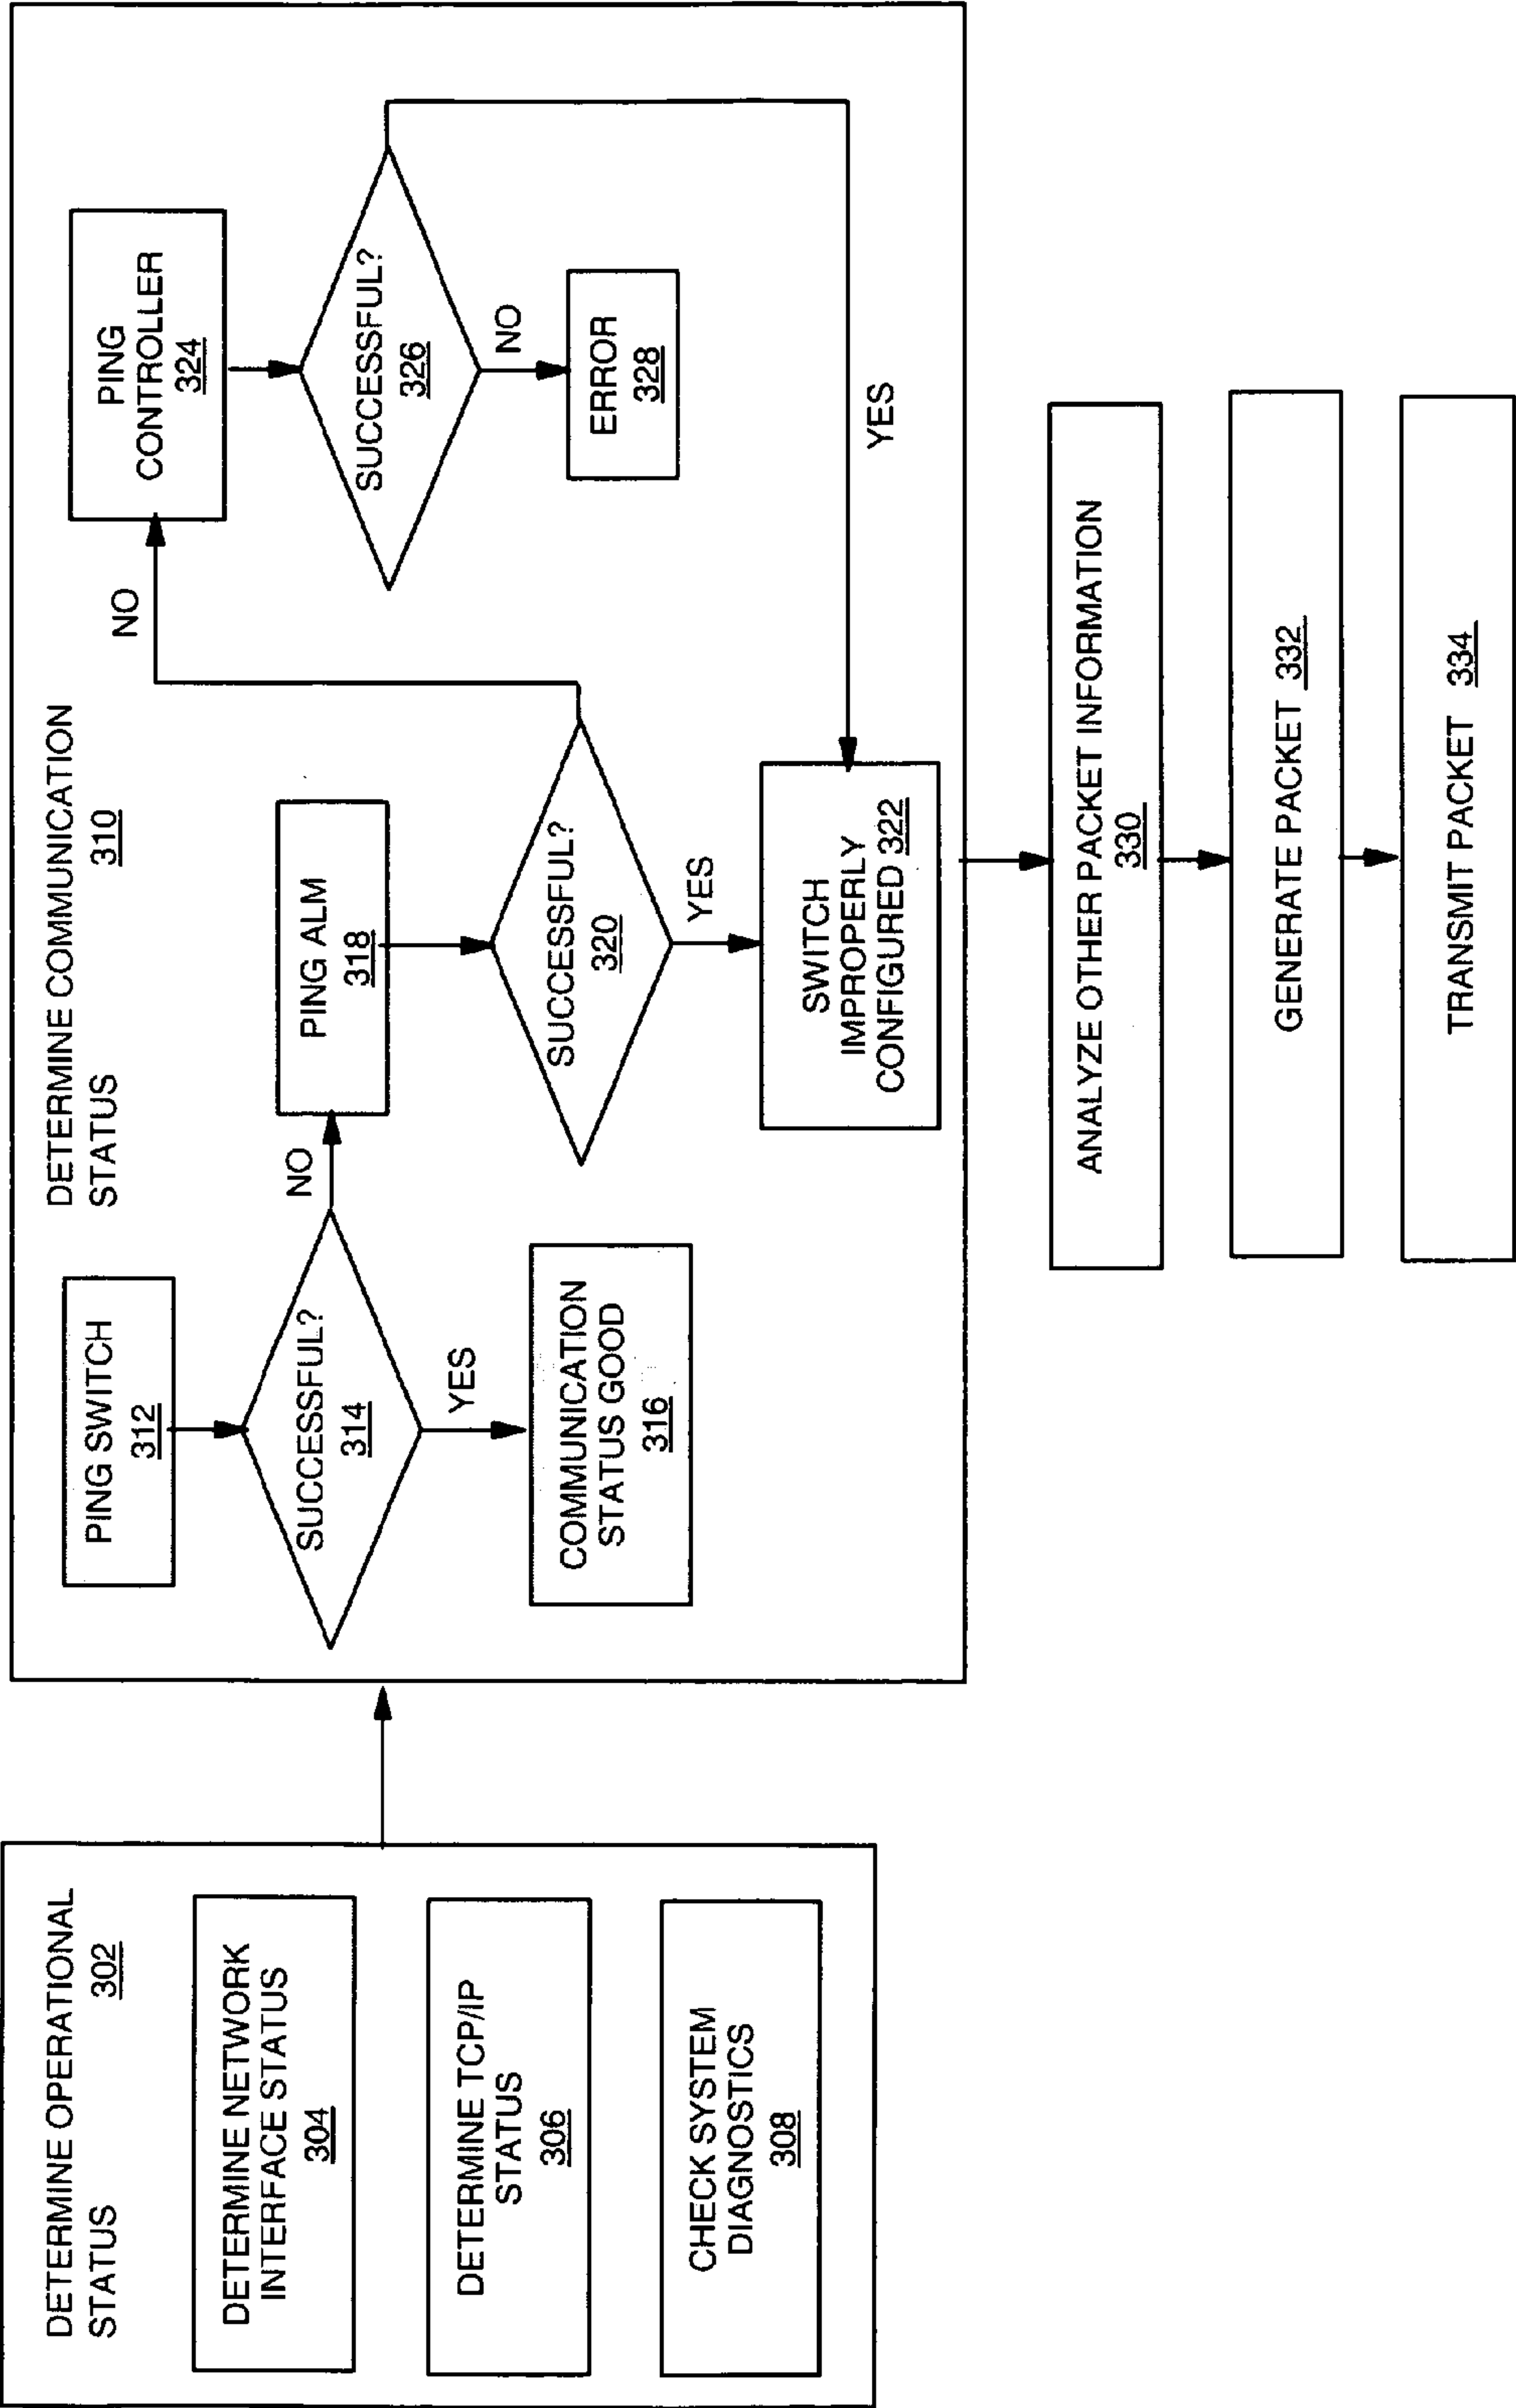 DETERMINE OPERATIONAL
STATUS 302
DETERMINE NETWORK
INTERFACE STATUS
304
DETERMINE TCP/IP
STATUS
306
CHECK SYSTEM
DIAGNOSTICS
308
DETERMINE COMMUNICATION
STATUS 310
PING SWITCH
312
SUCCESSFUL?
314
YES
NO
COMMUNICATION
STATUS GOOD
316
PING ALM
318
SUCCESSFUL?
320
YES
NO
SWITCH
IMPROPERLY
CONFIGURED 322
PING
CONTROLLER
324
SUCCESSFUL?
326
NO
ERROR
328
YES
ANALYZE OTHER PACKET INFORMATION
330
GENERATE PACKET 332
TRANSMIT PACKET 334